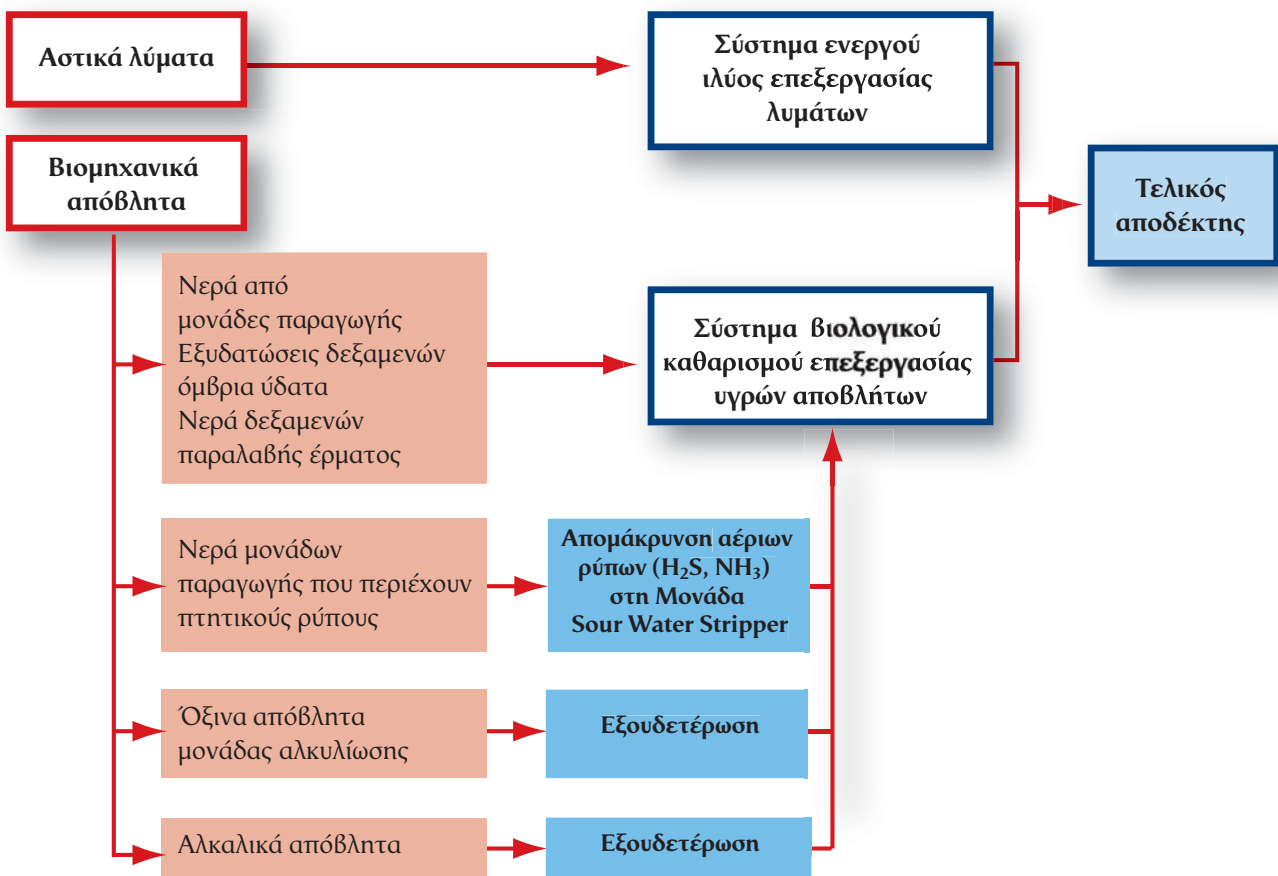 Αστικά λύματα
Σύστημα ενεργού
ιλύος επεξεργασίας
λυμάτων
Βιομηχανικά
απόβλητα
Τελικός
αποδέκτης
Νερά από
μονάδες παραγωγής
Εξυδατώσεις δεξαμενών
όμβρια ύδατα
Νερά δεξαμενών
παραλαβής έρματος
Σύστημα βιολογικού
καθαρισμού επεξεργασίας
υγρών αποβλήτων
Νερά μονάδων
παραγωγής που περιέχουν
πτητικούς ρύπους
Απομάκρυνση αέριων
ρύπων (H₂S, NH₃)
στη Μονάδα
Sour Water Stripper
Όξινα απόβλητα
μονάδας αλκυλίωσης
Εξουδετέρωση
Αλκαλικά απόβλητα
Εξουδετέρωση